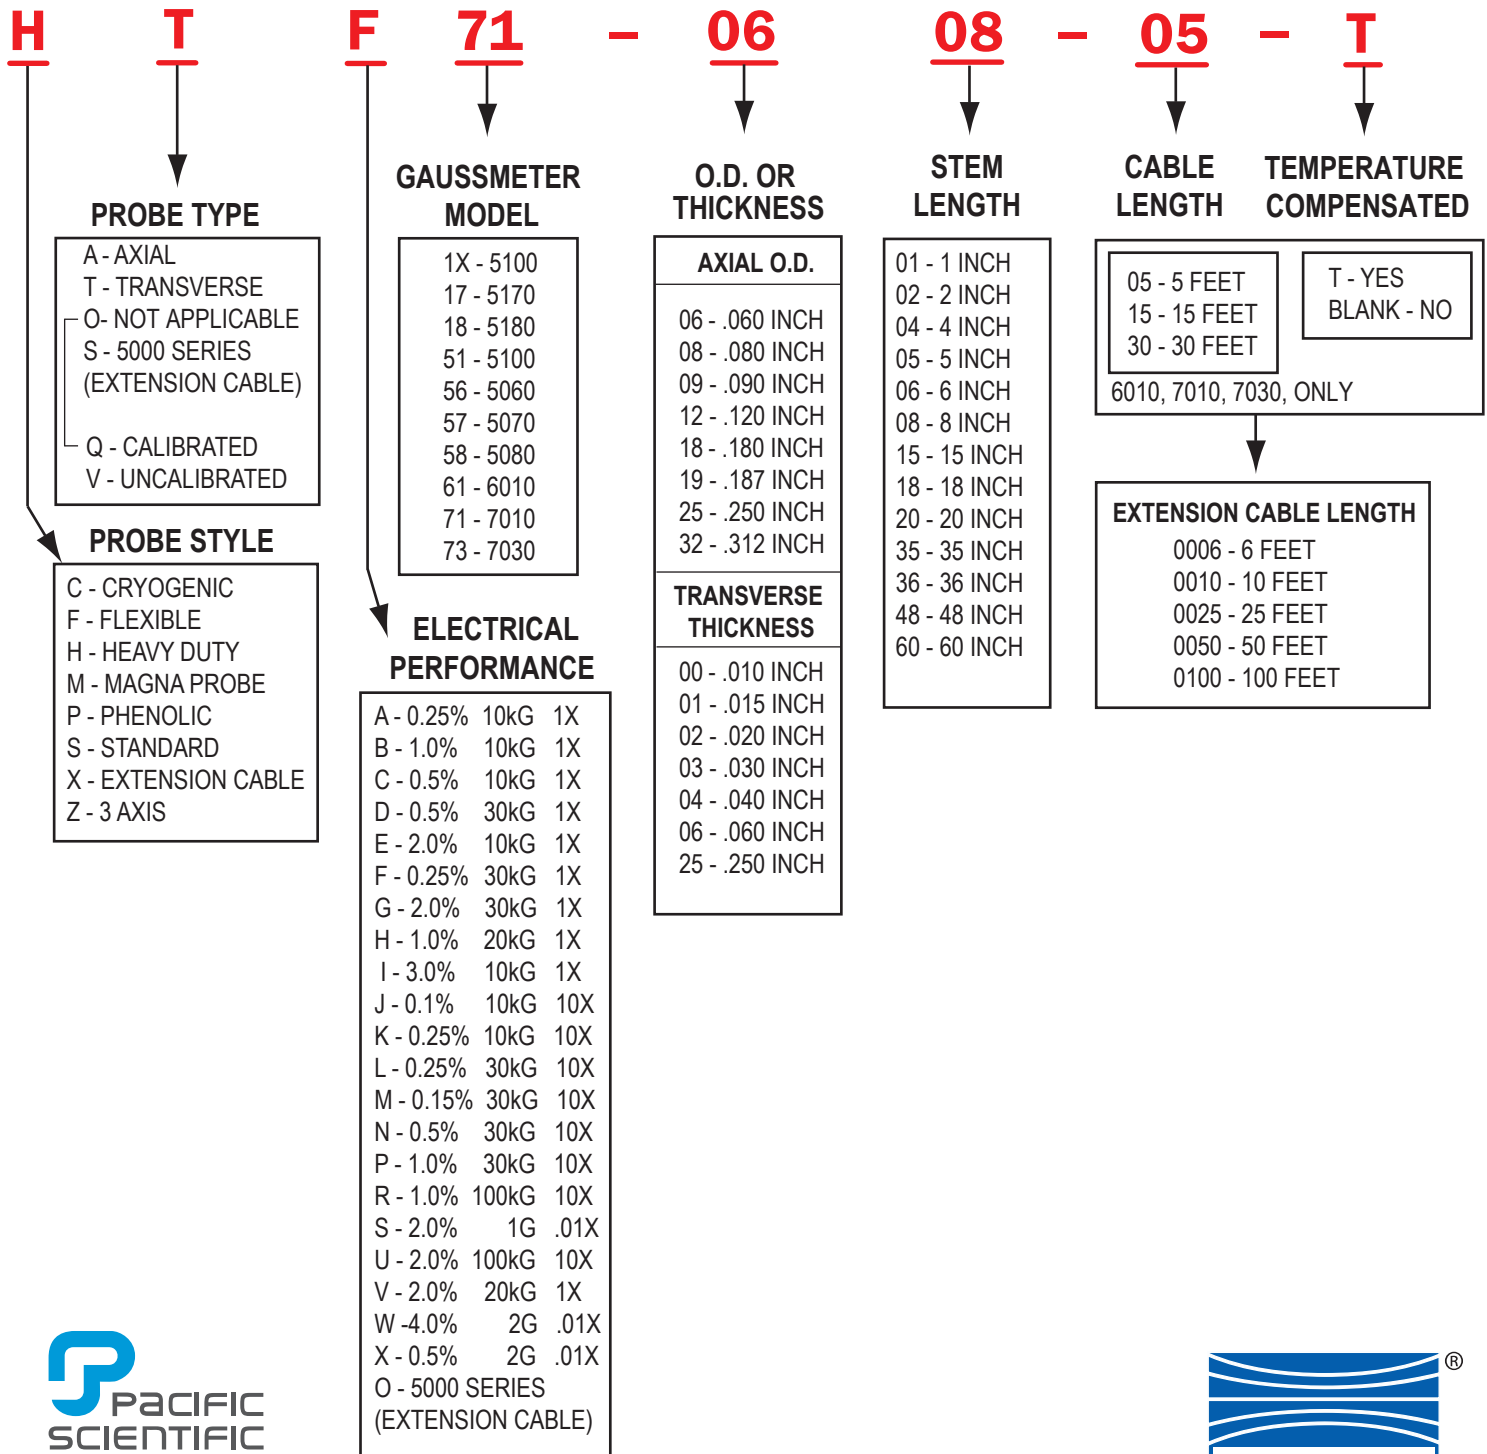 H T F 71 - 06 08 - 05 - T
PROBE TYPE
A - AXIAL
T - TRANSVERSE
O- NOT APPLICABLE
S - 5000 SERIES
(EXTENSION CABLE)
Q - CALIBRATED
V - UNCALIBRATED
PROBE STYLE
C - CRYOGENIC
F - FLEXIBLE
H - HEAVY DUTY
M - MAGNA PROBE
P - PHENOLIC
S - STANDARD
X - EXTENSION CABLE
Z - 3 AXIS
GAUSSMETER
MODEL
1X - 5100
17 - 5170
18 - 5180
51 - 5100
56 - 5060
57 - 5070
58 - 5080
61 - 6010
71 - 7010
73 - 7030
ELECTRICAL
PERFORMANCE
A - 0.25% 10kG 1X
B - 1.0% 10kG 1X
C - 0.5% 10kG 1X
D - 0.5% 30kG 1X
E - 2.0% 10kG 1X
F - 0.25% 30kG 1X
G - 2.0% 30kG 1X
H - 1.0% 20kG 1X
I - 3.0% 10kG 1X
J - 0.1% 10kG 10X
K - 0.25% 10kG 10X
L - 0.25% 30kG 10X
M - 0.15% 30kG 10X
N - 0.5% 30kG 10X
P - 1.0% 30kG 10X
R - 1.0% 100kG 10X
S - 2.0% 1G .01X
U - 2.0% 100kG 10X
V - 2.0% 20kG 1X
W -4.0% 2G .01X
X - 0.5% 2G .01X
O - 5000 SERIES
(EXTENSION CABLE)
O.D. OR
THICKNESS
AXIAL O.D.
06 - .060 INCH
08 - .080 INCH
09 - .090 INCH
12 - .120 INCH
18 - .180 INCH
19 - .187 INCH
25 - .250 INCH
32 - .312 INCH
TRANSVERSE
THICKNESS
00 - .010 INCH
01 - .015 INCH
02 - .020 INCH
03 - .030 INCH
04 - .040 INCH
06 - .060 INCH
25 - .250 INCH
STEM
LENGTH
01 - 1 INCH
02 - 2 INCH
04 - 4 INCH
05 - 5 INCH
06 - 6 INCH
08 - 8 INCH
15 - 15 INCH
18 - 18 INCH
20 - 20 INCH
35 - 35 INCH
36 - 36 INCH
48 - 48 INCH
60 - 60 INCH
CABLE
LENGTH
05 - 5 FEET
15 - 15 FEET
30 - 30 FEET
TEMPERATURE
COMPENSATED
T - YES
BLANK - NO
6010, 7010, 7030, ONLY
EXTENSION CABLE LENGTH
0006 - 6 FEET
0010 - 10 FEET
0025 - 25 FEET
0050 - 50 FEET
0100 - 100 FEET
PACIFIC
SCIENTIFIC
®